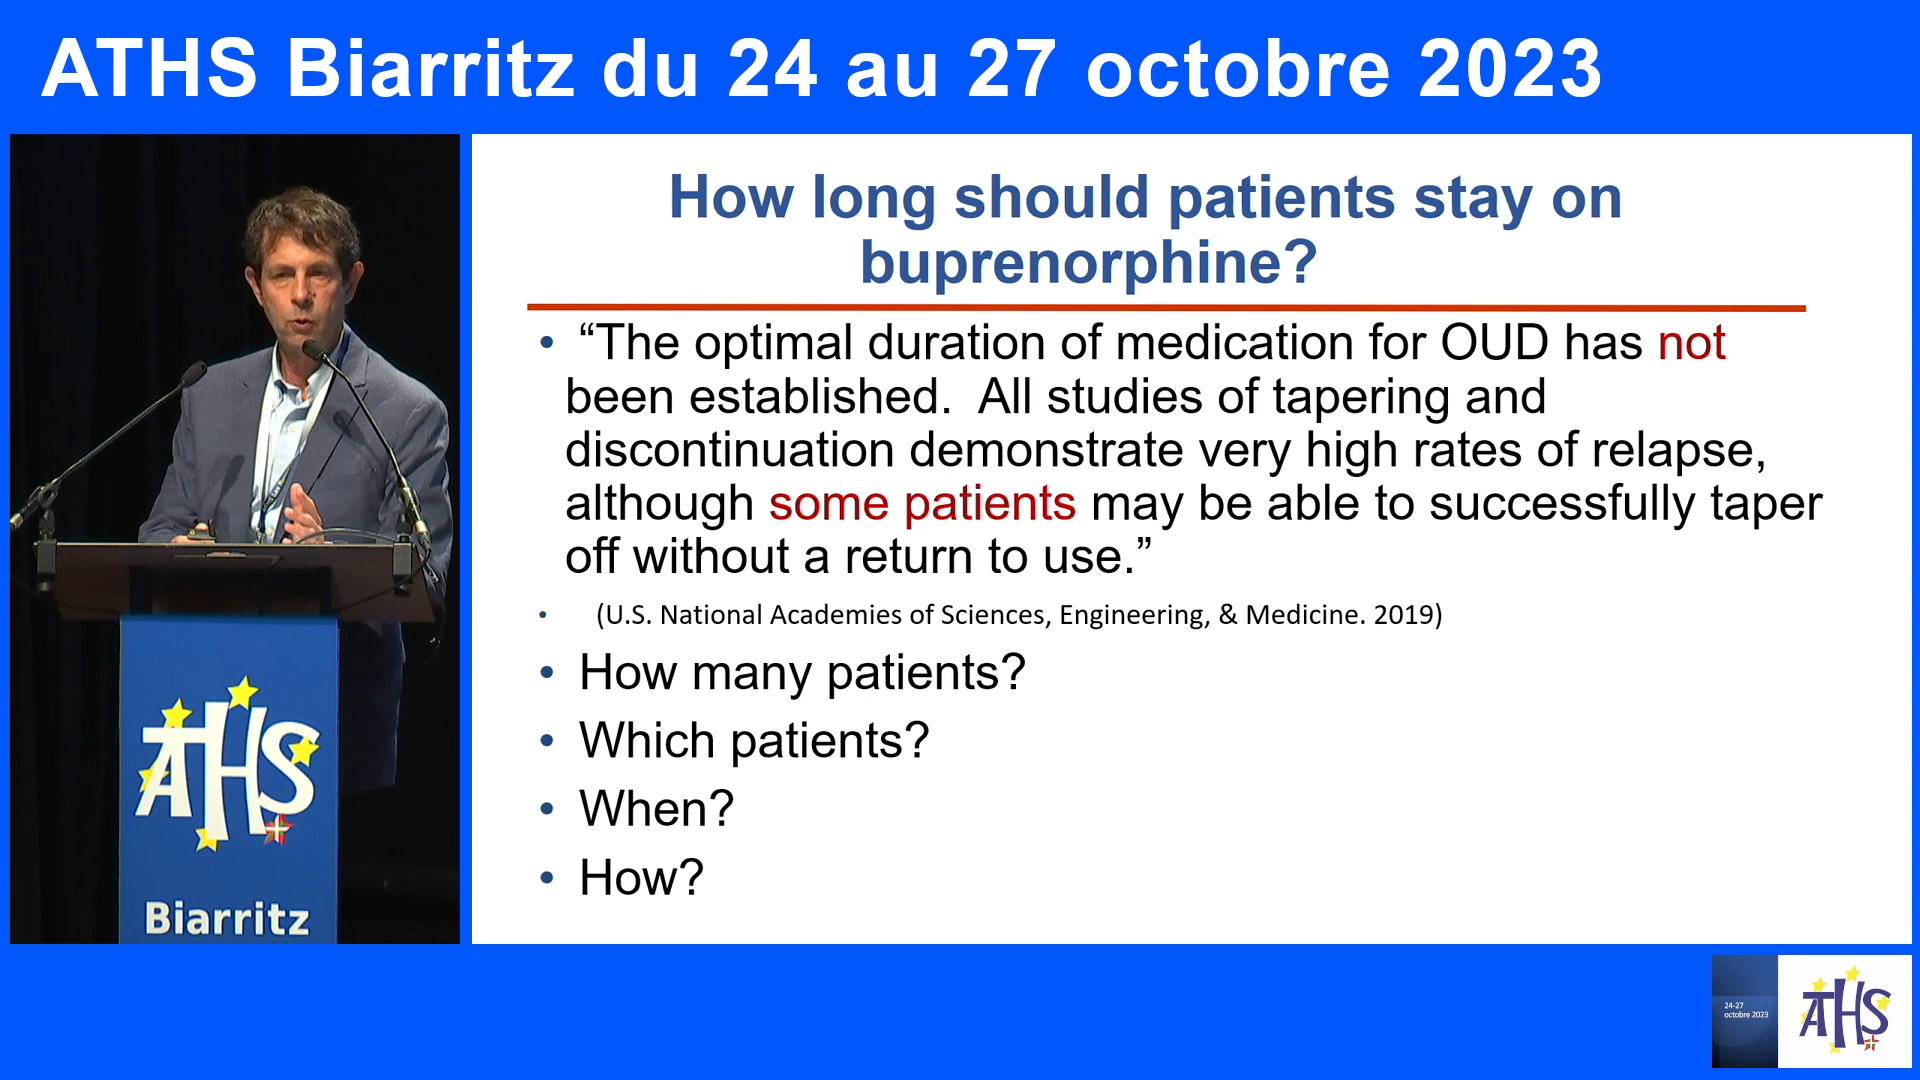 ATHS Biarritz du 24 au 27 octobre 2023
How long should patients stay on
buprenorphine?
• “The optimal duration of medication for OUD has not
been established.  All studies of tapering and
discontinuation demonstrate very high rates of relapse,
although some patients may be able to successfully taper
off without a return to use.”
• (U.S. National Academies of Sciences, Engineering, & Medicine. 2019)
• How many patients?
• Which patients?
• When?
• How?
ATHS
Biarritz
24-27
octobre 2023
ATHS